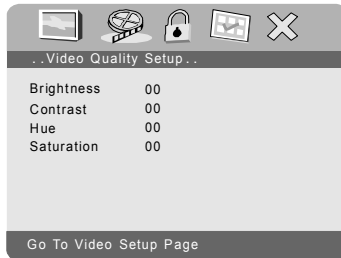 ..Video Quality Setup..
Brightness 00
Contrast 00
Hue 00
Saturation 00
Go To Video Setup Page